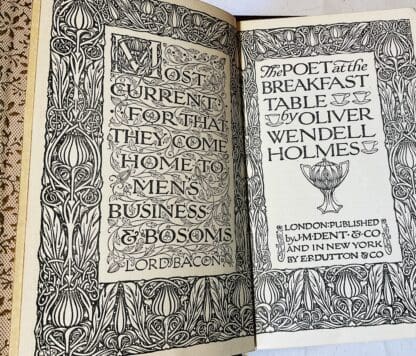 MOST
CURRENT
FOR THAT
THEY COME
HOME TO
MENS
BUSINESS
& BOSOMS
LORD BACON
The POET at the
BREAKFAST
TABLE
by OLIVER
WENDELL
HOLMES
LONDON: PUBLISHED
by J·M·DENT & CO
AND IN NEW YORK
BY E·P·DUTTON & CO